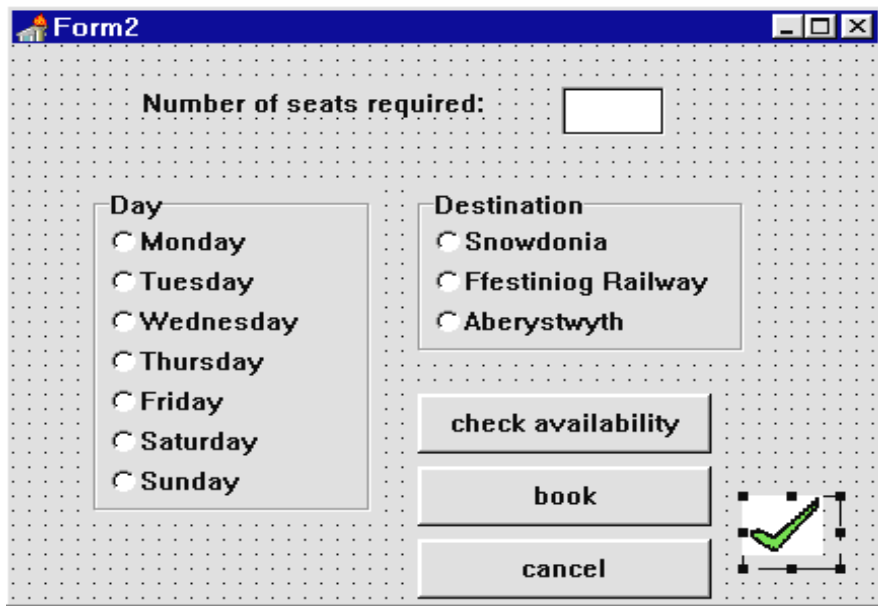 Form2
Number of seats required:
Day
Monday
Tuesday
Wednesday
Thursday
Friday
Saturday
Sunday
Destination
Snowdonia
Ffestiniog Railway
Aberystwyth
check availability
book
cancel